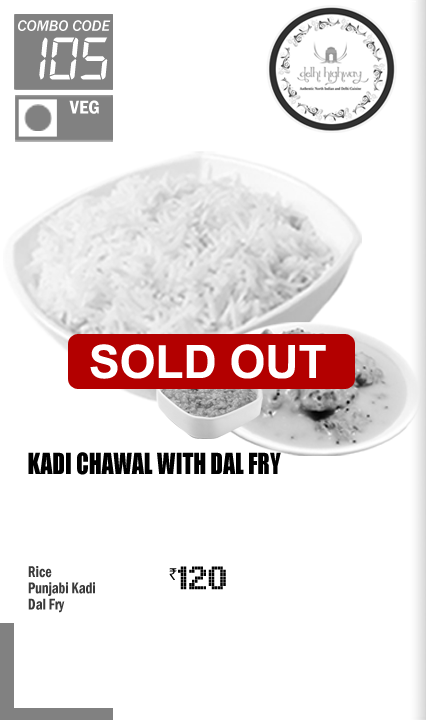 COMBO CODE
105
VEG
delhi highway
Authentic North Indian and Delhi Cuisine
SOLD OUT
KADI CHAWAL WITH DAL FRY
Rice
₹120
Punjabi Kadi
Dal Fry